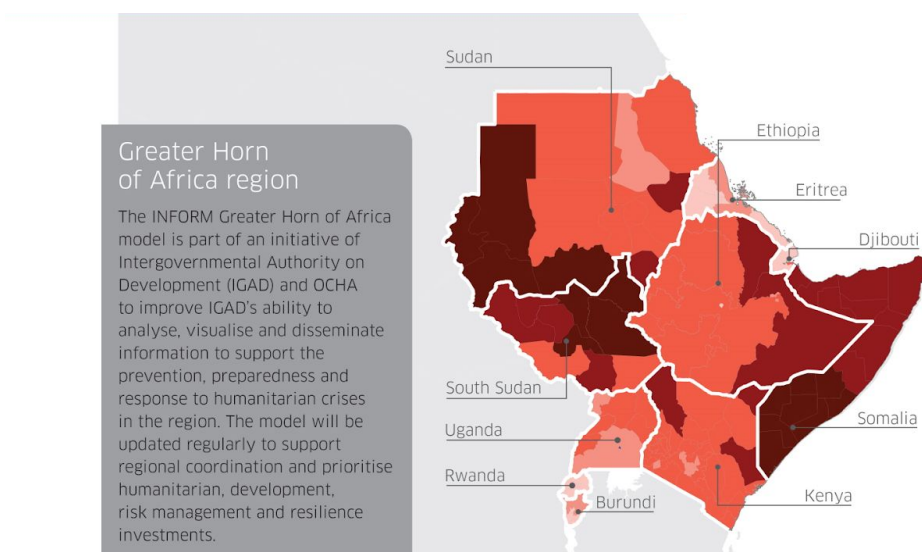 Greater Horn
of Africa region
The INFORM Greater Horn of Africa
model is part of an initiative of
Intergovernmental Authority on
Development (IGAD) and OCHA
to improve IGAD's ability to
analyse, visualise and disseminate
information to support the
prevention, preparedness and
response to humanitarian crises
in the region. The model will be
updated regularly to support
regional coordination and prioritise
humanitarian, development,
risk management and resilience
investments.
Sudan
Ethiopia
Eritrea
Djibouti
South Sudan
Somalia
Uganda
Rwanda
Burundi
Kenya